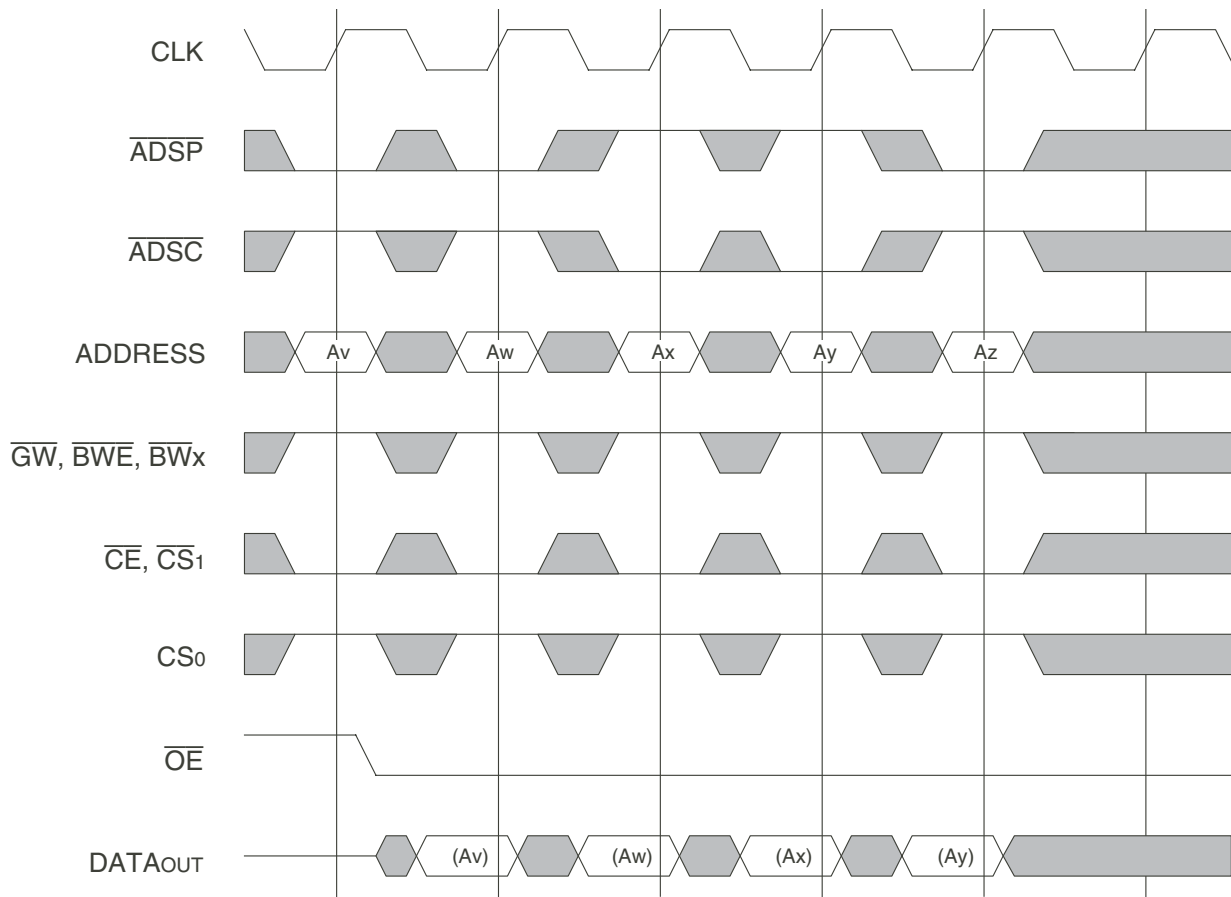 CLK
ADSP
ADSC
ADDRESS Av Aw Ax Ay Az
GW, BWE, BWx
CE, CS1
CS0
OE
DATAOUT (Av) (Aw) (Ax) (Ay)